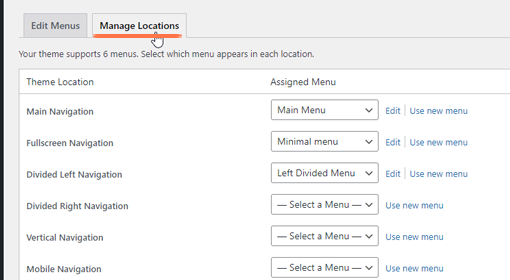 Edit Menus Manage Locations
Your theme supports 6 menus. Select which menu appears in each location.
Theme Location Assigned Menu
Main Navigation Main Menu Edit Use new menu
Fullscreen Navigation Minimal menu Edit Use new menu
Divided Left Navigation Left Divided Menu Edit Use new menu
Divided Right Navigation — Select a Menu — Use new menu
Vertical Navigation — Select a Menu — Use new menu
Mobile Navigation — Select a Menu — Use new menu